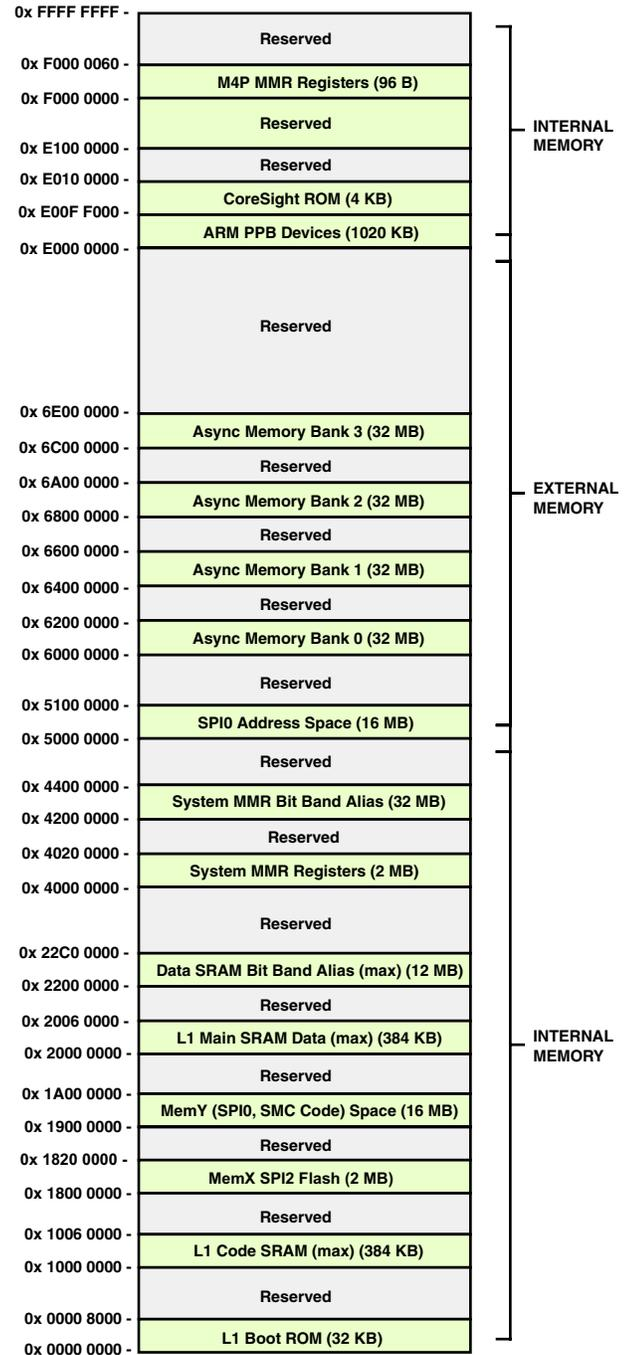 0x FFFF FFFF -
Reserved
0x F000 0060 -
M4P MMR Registers (96 B)
0x F000 0000 -
Reserved
INTERNAL
MEMORY
0x E100 0000 -
Reserved
0x E010 0000 -
CoreSight ROM (4 KB)
0x E00F F000 -
ARM PPB Devices (1020 KB)
0x E000 0000 -
Reserved
0x 6E00 0000 -
Async Memory Bank 3 (32 MB)
0x 6C00 0000 -
Reserved
0x 6A00 0000 -
Async Memory Bank 2 (32 MB)
EXTERNAL
MEMORY
0x 6800 0000 -
Reserved
0x 6600 0000 -
Async Memory Bank 1 (32 MB)
0x 6400 0000 -
Reserved
0x 6200 0000 -
Async Memory Bank 0 (32 MB)
0x 6000 0000 -
Reserved
0x 5100 0000 -
SPI0 Address Space (16 MB)
0x 5000 0000 -
Reserved
0x 4400 0000 -
System MMR Bit Band Alias (32 MB)
0x 4200 0000 -
Reserved
0x 4020 0000 -
System MMR Registers (2 MB)
0x 4000 0000 -
Reserved
0x 22C0 0000 -
Data SRAM Bit Band Alias (max) (12 MB)
0x 2200 0000 -
Reserved
0x 2006 0000 -
L1 Main SRAM Data (max) (384 KB)
INTERNAL
MEMORY
0x 2000 0000 -
Reserved
0x 1A00 0000 -
MemY (SPI0, SMC Code) Space (16 MB)
0x 1900 0000 -
Reserved
0x 1820 0000 -
MemX SPI2 Flash (2 MB)
0x 1800 0000 -
Reserved
0x 1006 0000 -
L1 Code SRAM (max) (384 KB)
0x 1000 0000 -
Reserved
0x 0000 8000 -
L1 Boot ROM (32 KB)
0x 0000 0000 -